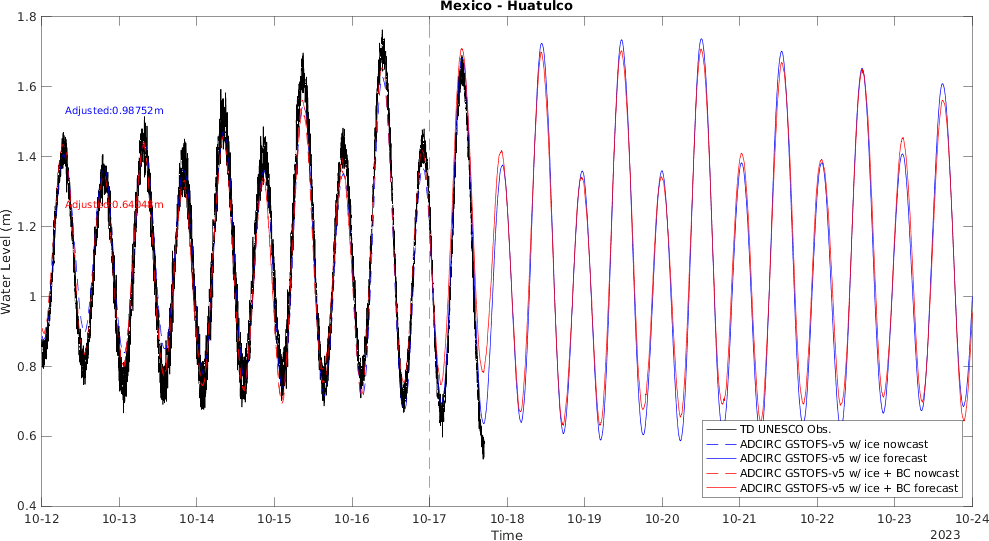 Mexico - Huatulco
1.8
1.6
1.4
1.2
1
0.8
0.6
0.4
Water Level (m)
Adjusted:0.98752m
Adjusted:0.64048m
TD UNESCO Obs.
ADCIRC GSTOFS-v5 w/ ice nowcast
ADCIRC GSTOFS-v5 w/ ice forecast
ADCIRC GSTOFS-v5 w/ ice + BC nowcast
ADCIRC GSTOFS-v5 w/ ice + BC forecast
10-12 10-13 10-14 10-15 10-16 10-17 10-18 10-19 10-20 10-21 10-22 10-23 10-24
Time
2023